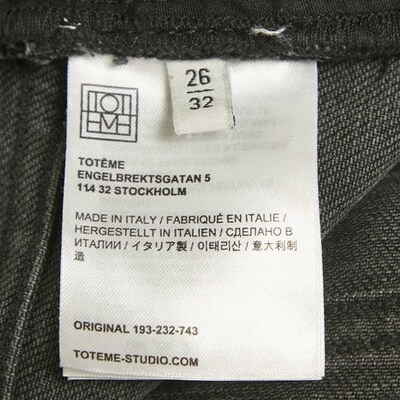 TOT
EME
26
32
TOTÊME
ENGELBREKTSGATAN 5
114 32 STOCKHOLM
MADE IN ITALY / FABRIQUÉ EN ITALIE /
HERGESTELLT IN ITALIEN / СДЕЛАНО В
ИТАЛИИ / イタリア製 / 이태리산 / 意大利制
造
ORIGINAL 193-232-743
TOTEME-STUDIO.COM